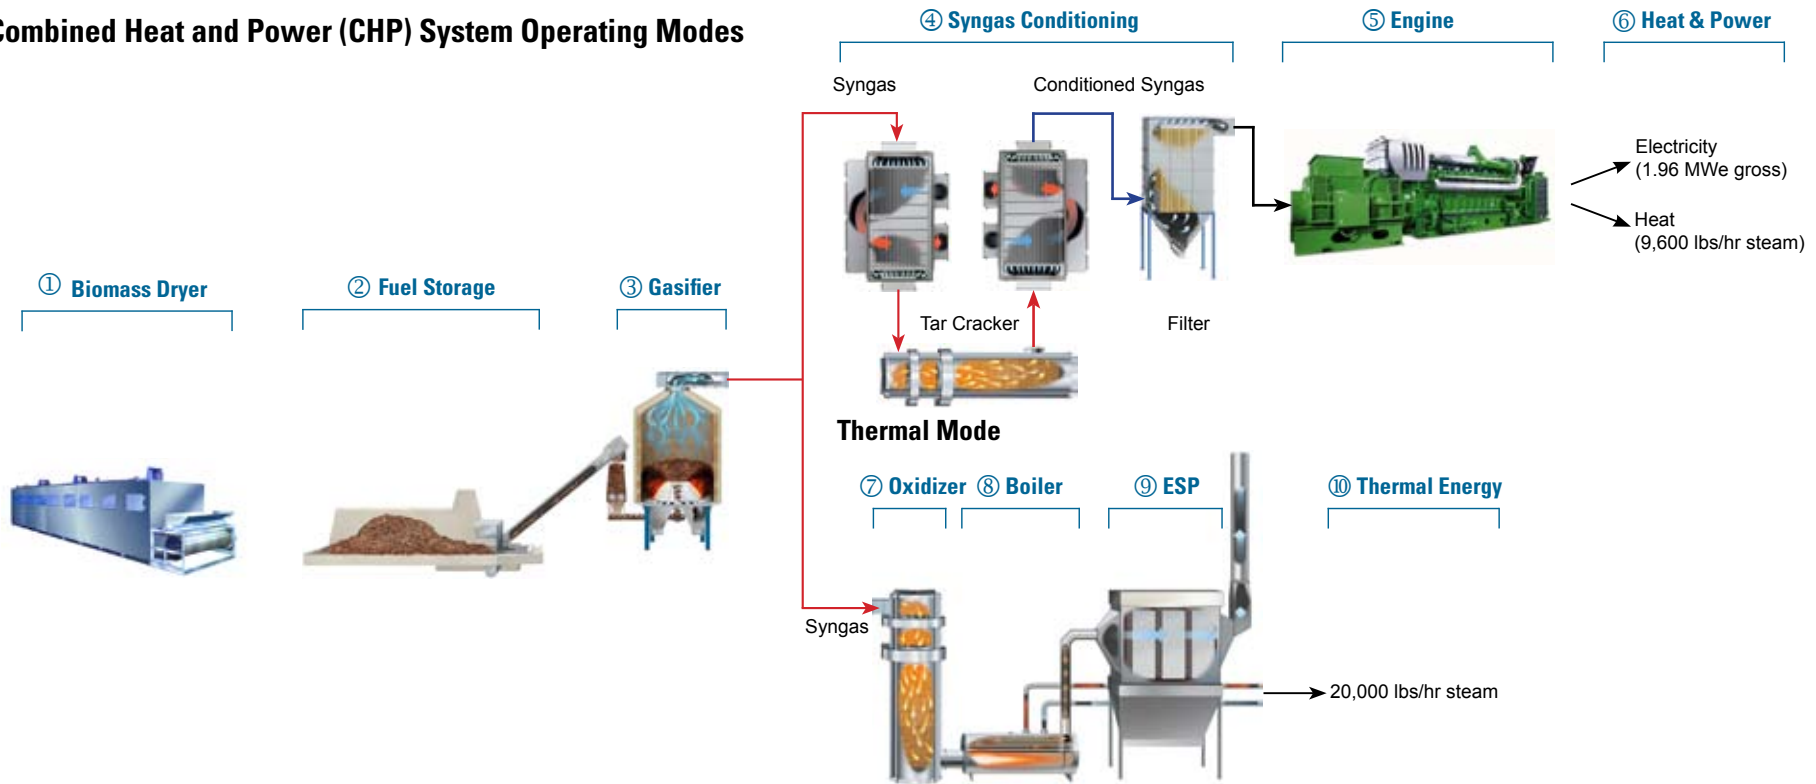 Combined Heat and Power (CHP) System Operating Modes
④ Syngas Conditioning
⑤ Engine
⑥ Heat & Power
Syngas
Conditioned Syngas
Electricity
(1.96 MWe gross)
Heat
(9,600 lbs/hr steam)
① Biomass Dryer
② Fuel Storage
③ Gasifier
Tar Cracker
Filter
Thermal Mode
⑦ Oxidizer
⑧ Boiler
⑨ ESP
⑩ Thermal Energy
Syngas
20,000 lbs/hr steam